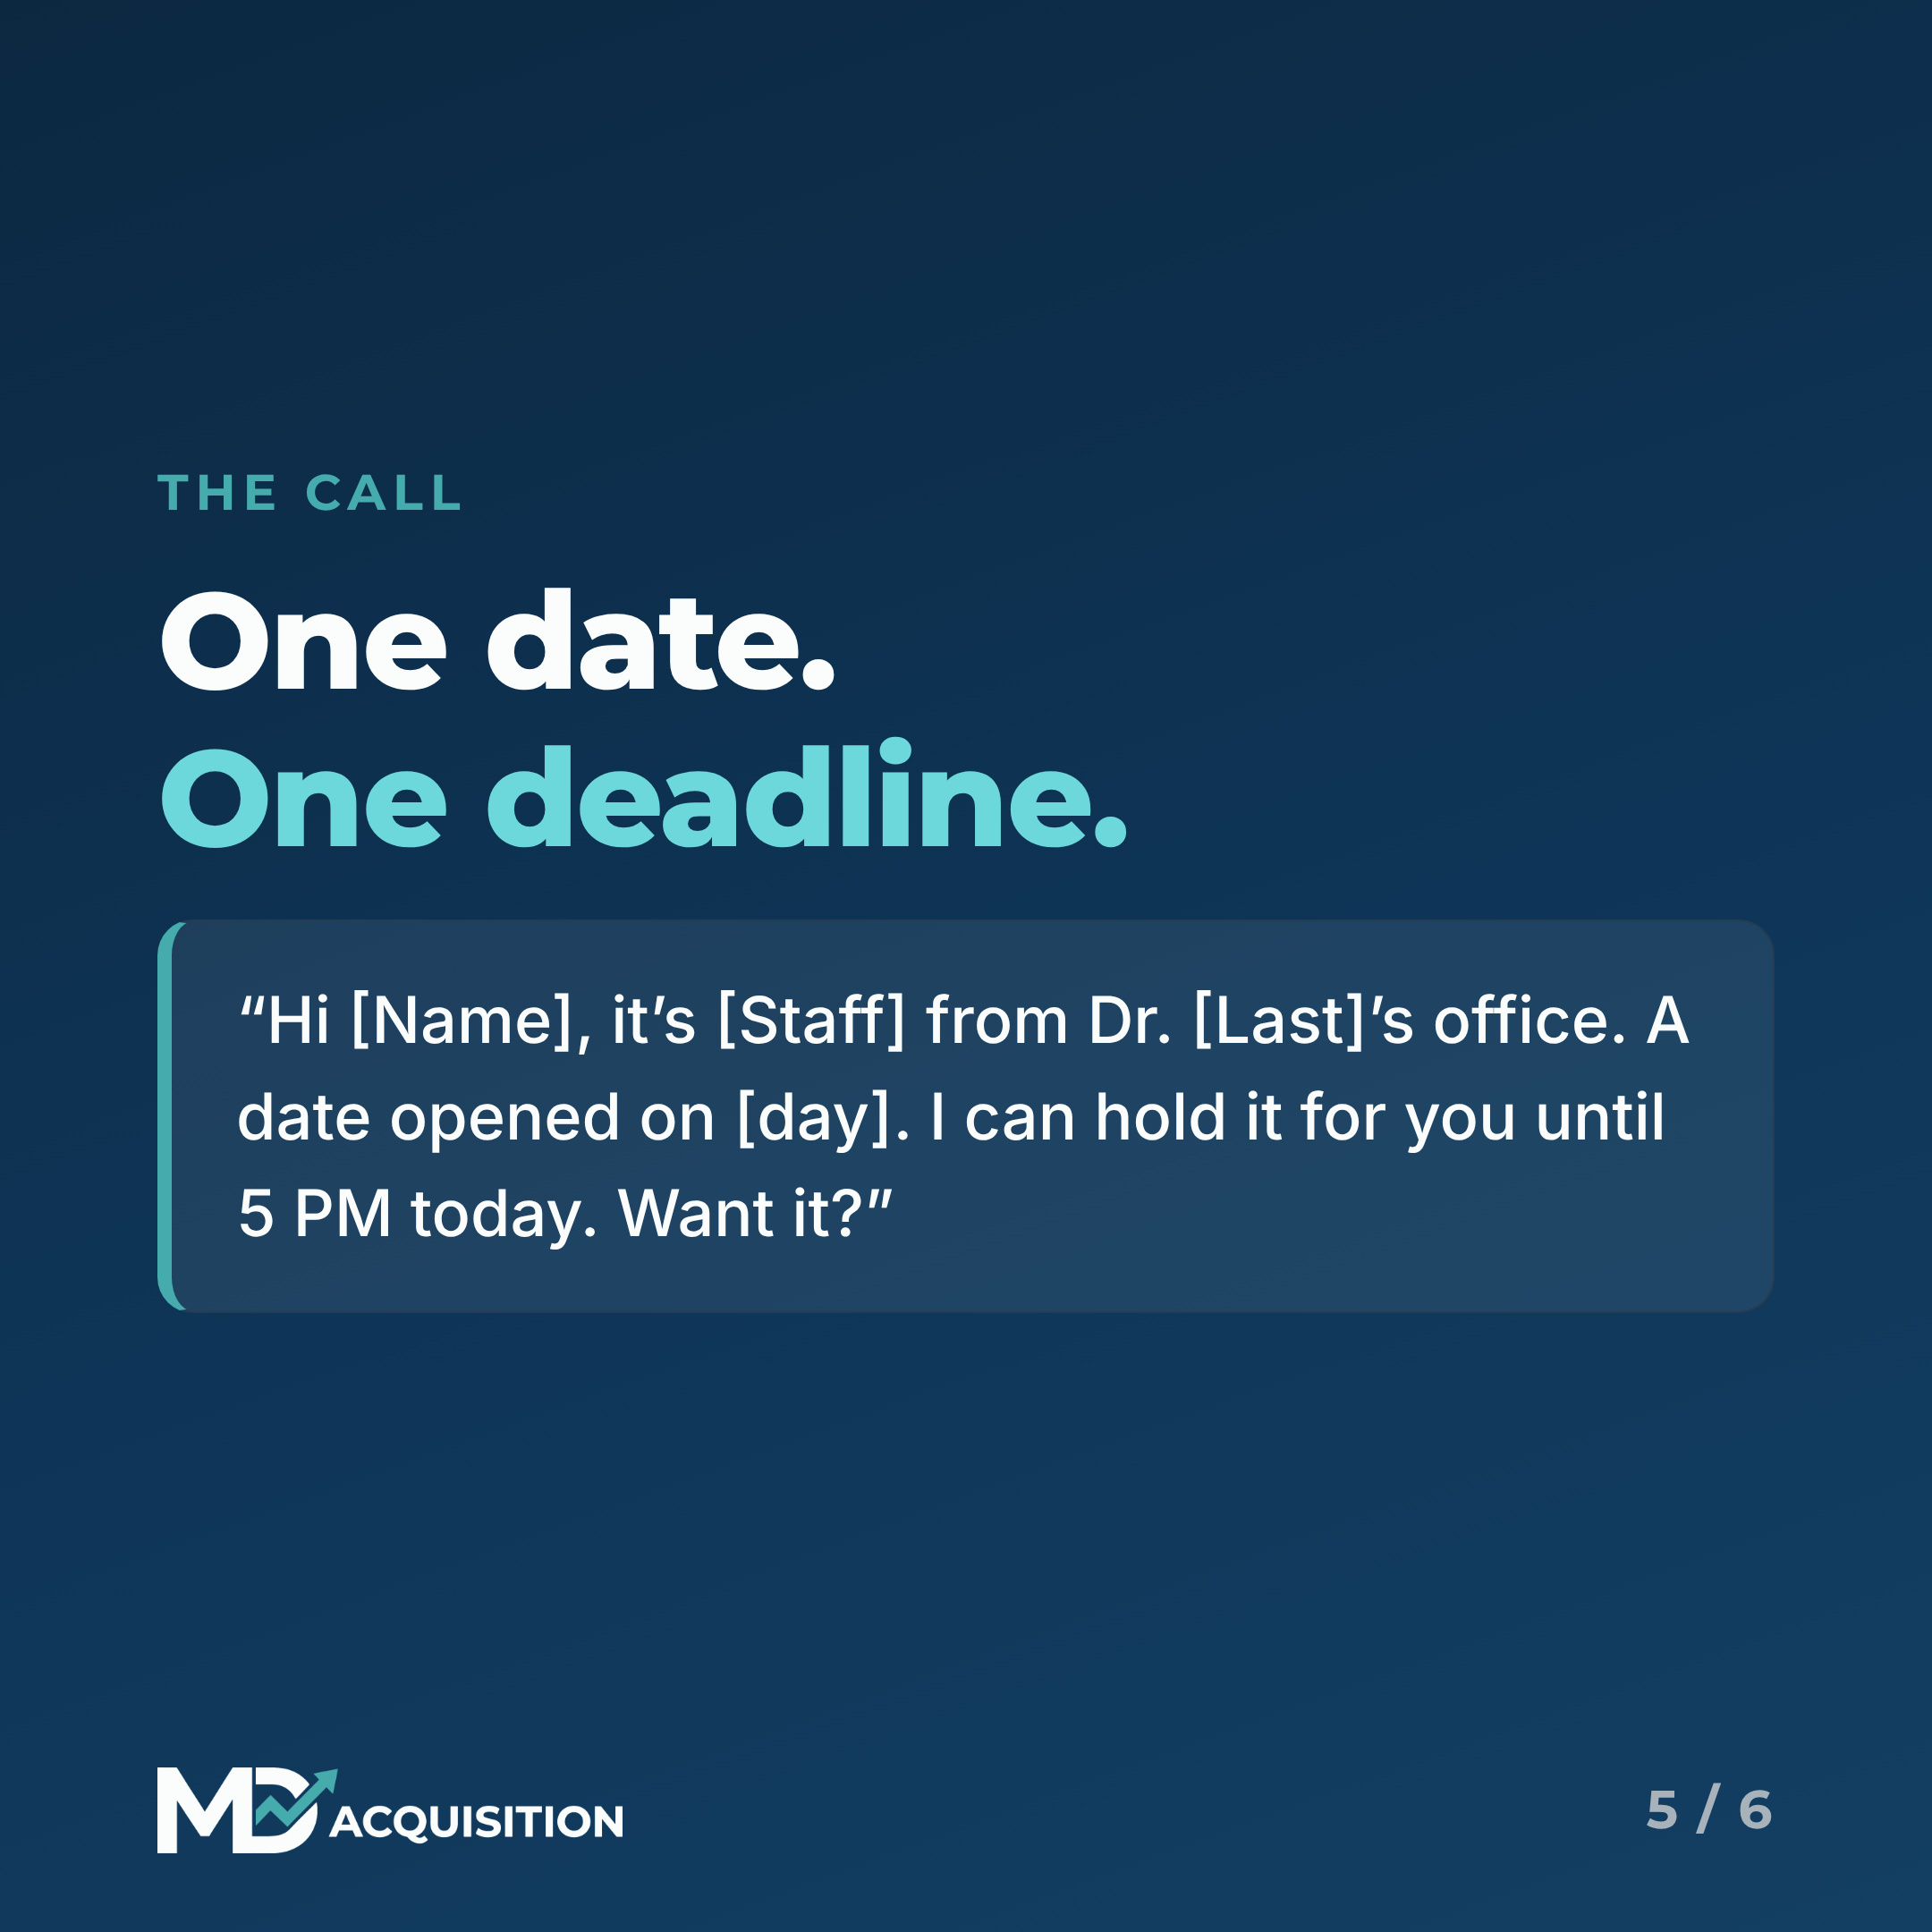 THE CALL
One date.
One deadline.
“Hi [Name], it’s [Staff] from Dr. [Last]’s office. A
date opened on [day]. I can hold it for you until
5 PM today. Want it?”
MD ACQUISITION
5 / 6